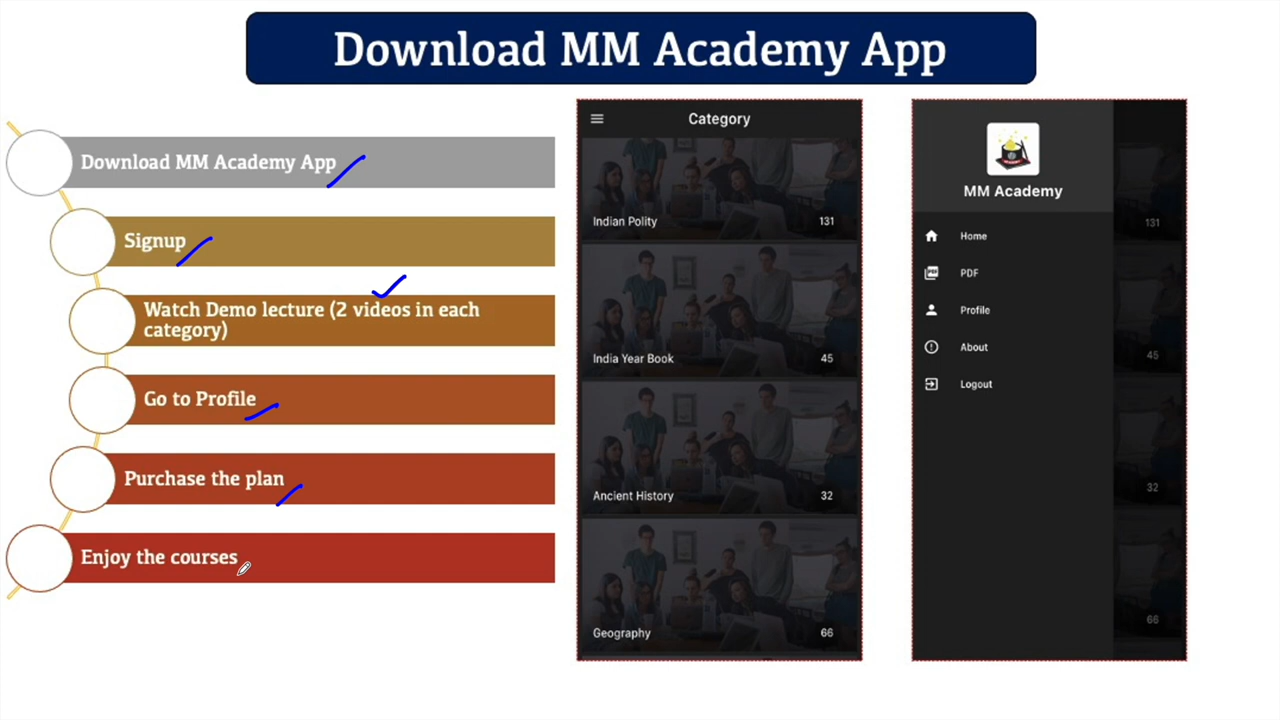 Download MM Academy App
Download MM Academy App
Signup
Watch Demo lecture (2 videos in each
category)
Go to Profile
Purchase the plan
Enjoy the courses
Category
Indian Polity 131
India Year Book 45
Ancient History 32
Geography 66
MM Academy
Home
PDF
Profile
About
Logout
131
45
32
66